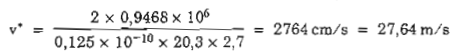 v* = 2 × 0,9468 × 10⁶ / 0,125 × 10⁻¹⁰ × 20,3 × 2,7 = 2764 cm/s = 27,64 m/s